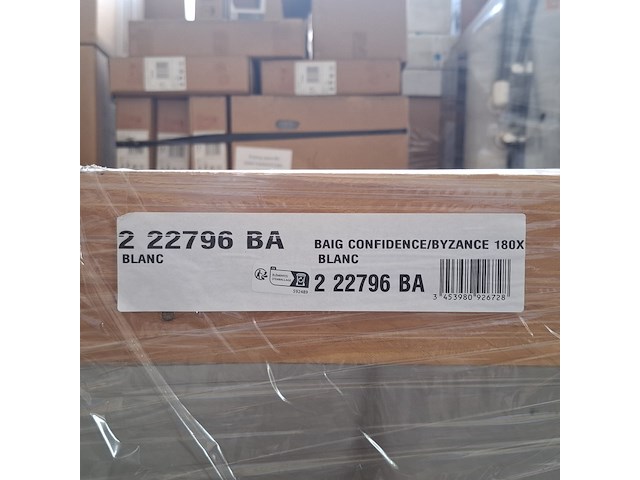 2 22796 BA
BLANC
BAIG CONFIDENCE/BYZANCE 180X
BLANC
2 22796 BA
3 453980 926728